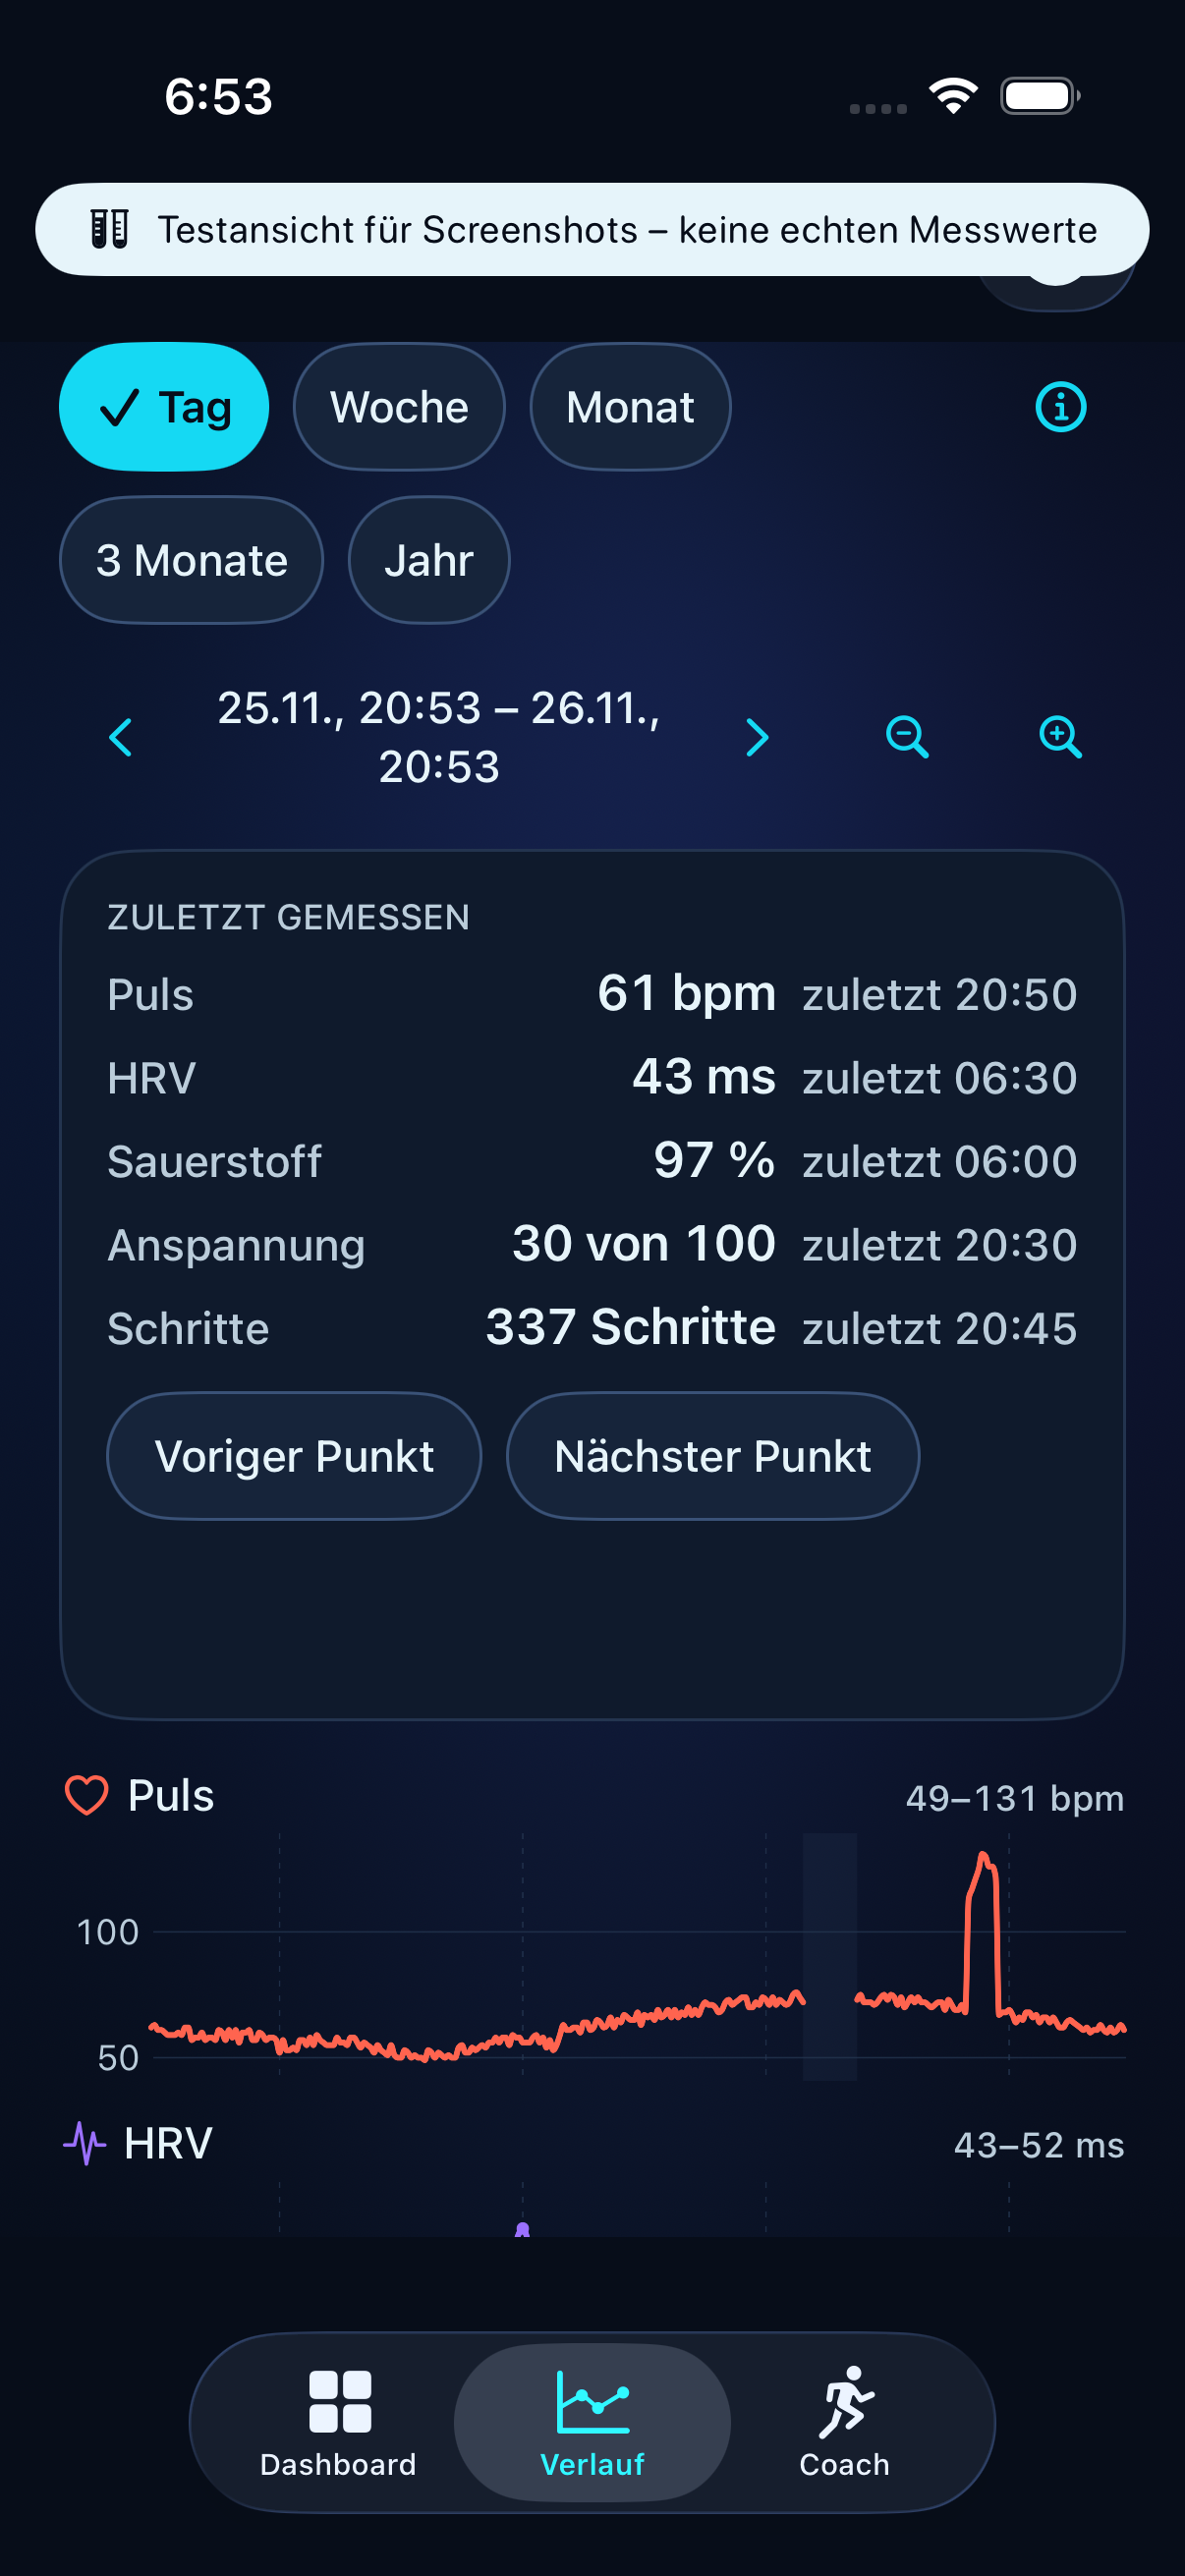 6:53
Testansicht für Screenshots – keine echten Messwerte
Tag
Woche
Monat
3 Monate
Jahr
25.11., 20:53 – 26.11.,
20:53
ZULETZT GEMESSEN
Puls 61 bpm zuletzt 20:50
HRV 43 ms zuletzt 06:30
Sauerstoff 97 % zuletzt 06:00
Anspannung 30 von 100 zuletzt 20:30
Schritte 337 Schritte zuletzt 20:45
Voriger Punkt
Nächster Punkt
Puls 49–131 bpm
100
50
HRV 43–52 ms
Dashboard
Verlauf
Coach